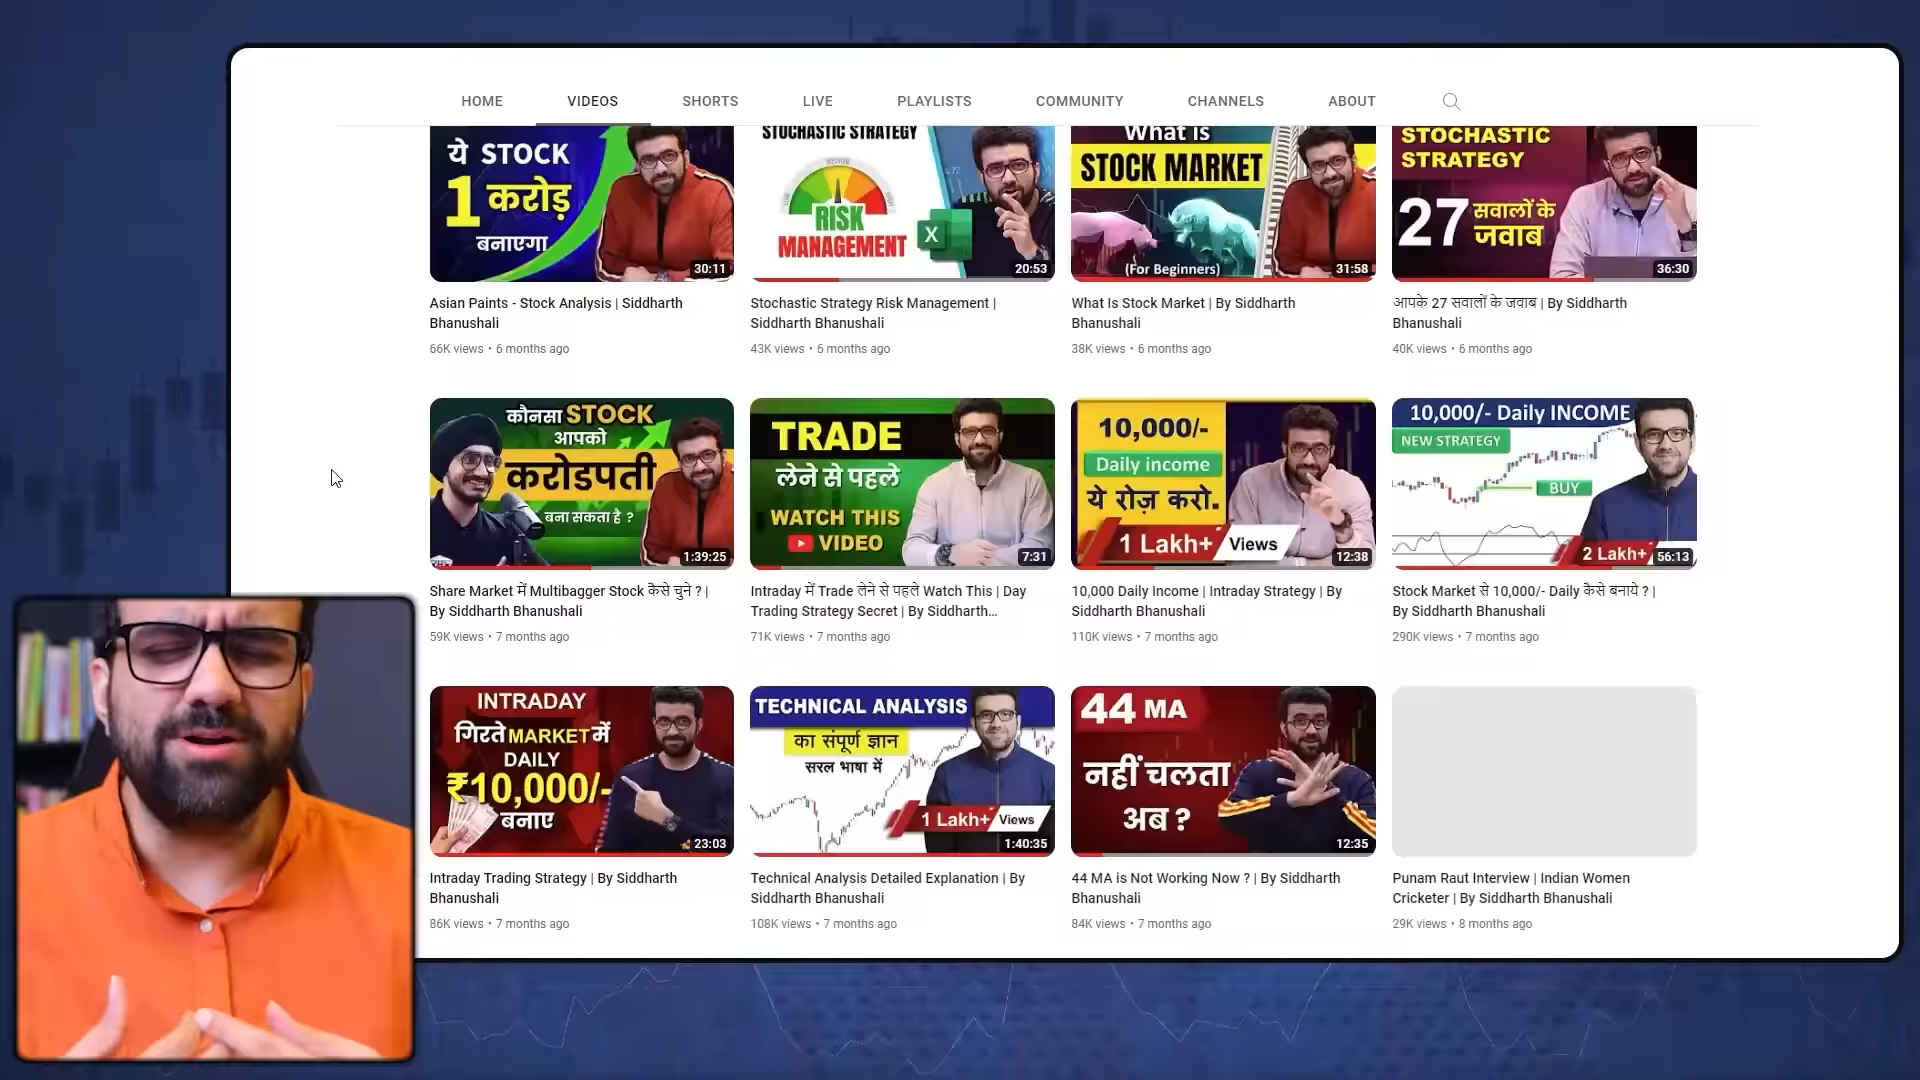 HOME VIDEOS SHORTS LIVE PLAYLISTS COMMUNITY CHANNELS ABOUT
ये STOCK
1 करोड़
बनाएगा
30:11
STOCHASTIC STRATEGY
RISK
MANAGEMENT
X
20:53
What is
STOCK MARKET
(For Beginners)
31:58
STOCHASTIC
STRATEGY
27 सवालों के
जवाब
36:30
Asian Paints - Stock Analysis | Siddharth
Bhanushali
66K views • 6 months ago
Stochastic Strategy Risk Management |
Siddharth Bhanushali
43K views • 6 months ago
What Is Stock Market | By Siddharth
Bhanushali
38K views • 6 months ago
आपके 27 सवालों के जवाब | By Siddharth
Bhanushali
40K views • 6 months ago
कौनसा STOCK
आपको
करोडपती
बना सकता है ?
1:39:25
TRADE
लेने से पहले
WATCH THIS
VIDEO
7:31
10,000/-
Daily income
ये रोज़ करो.
1 Lakh+ Views
12:38
10,000/- Daily INCOME
NEW STRATEGY
BUY
2 Lakh+
56:13
Share Market में Multibagger Stock कैसे चुने ? |
By Siddharth Bhanushali
59K views • 7 months ago
Intraday में Trade लेने से पहले Watch This | Day
Trading Strategy Secret | By Siddharth...
71K views • 7 months ago
10,000 Daily Income | Intraday Strategy | By
Siddharth Bhanushali
110K views • 7 months ago
Stock Market से 10,000/- Daily कैसे बनाये ? |
By Siddharth Bhanushali
290K views • 7 months ago
INTRADAY
गिरते MARKET में
DAILY
₹10,000/-
बनाए
23:03
TECHNICAL ANALYSIS
का संपूर्ण ज्ञान
सरल भाषा में
1 Lakh+ Views
1:40:35
44 MA
नहीं चलता
अब ?
12:35
Intraday Trading Strategy | By Siddharth
Bhanushali
86K views • 7 months ago
Technical Analysis Detailed Explanation | By
Siddharth Bhanushali
108K views • 7 months ago
44 MA is Not Working Now ? | By Siddharth
Bhanushali
84K views • 7 months ago
Punam Raut Interview | Indian Women
Cricketer | By Siddharth Bhanushali
29K views • 8 months ago